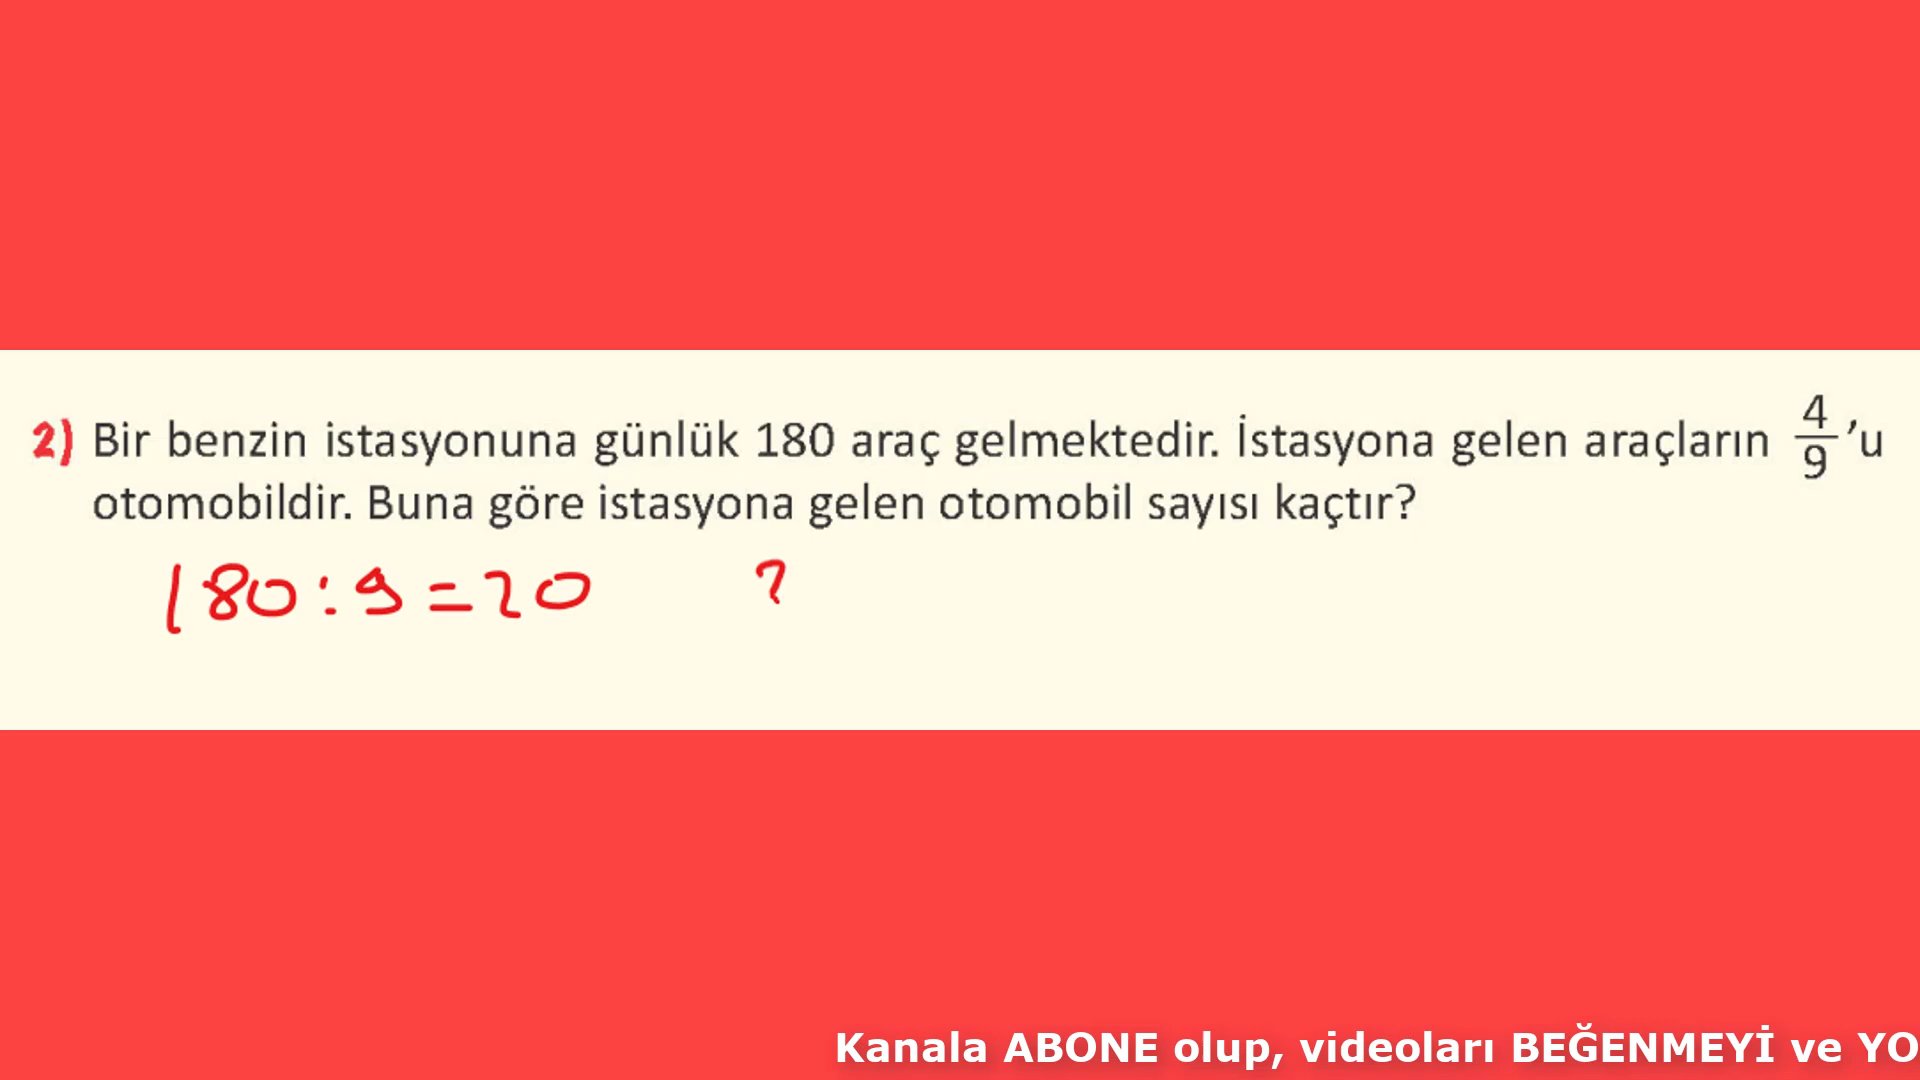 2) Bir benzin istasyonuna günlük 180 araç gelmektedir. İstasyona gelen araçların 4/9 'u
otomobildir. Buna göre istasyona gelen otomobil sayısı kaçtır?
180 : 9 = 20 ?
Kanala ABONE olup, videoları BEĞENMEYİ ve YO